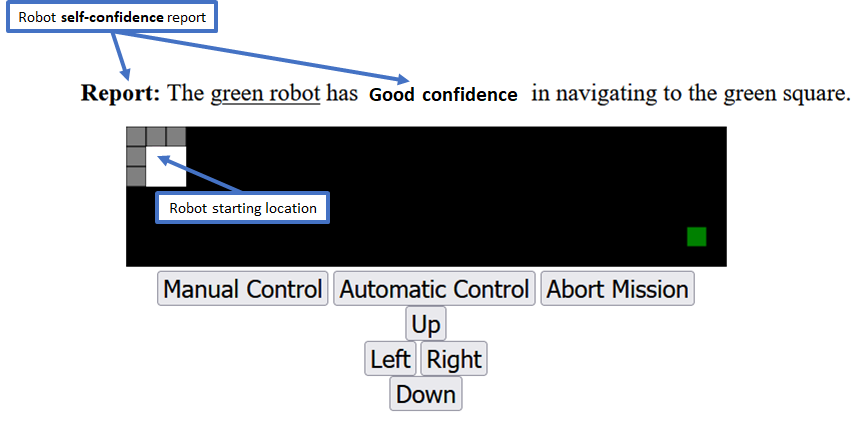 Robot self-confidence report
Report: The green robot has Good confidence in navigating to the green square.
Robot starting location
Manual Control Automatic Control Abort Mission
Up
Left Right
Down